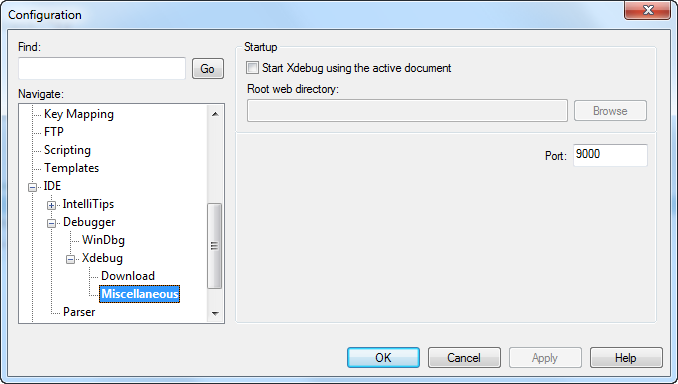 Configuration
Find:
Go
Navigate:
Key Mapping
FTP
Scripting
Templates
IDE
IntelliTips
Debugger
WinDbg
Xdebug
Download
Miscellaneous
Parser
Startup
Start Xdebug using the active document
Root web directory:
Browse
Port: 9000
OK Cancel Apply Help